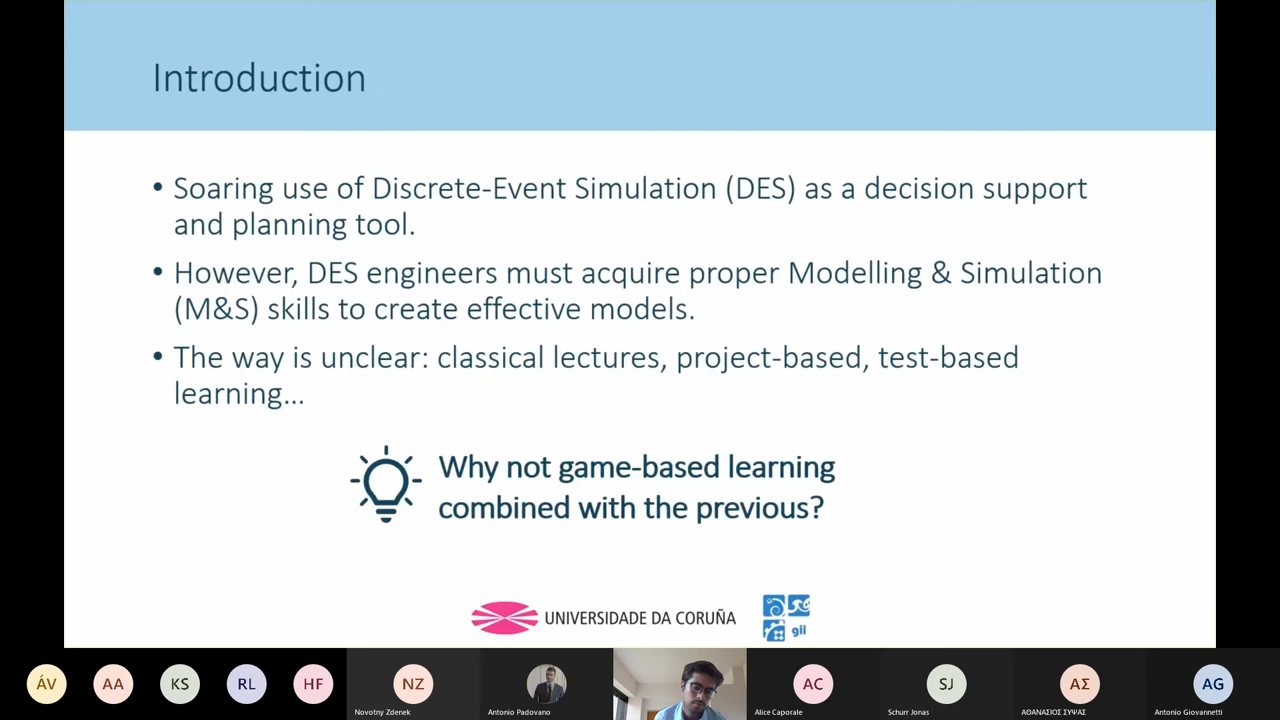 Introduction
• Soaring use of Discrete-Event Simulation (DES) as a decision support
and planning tool.
• However, DES engineers must acquire proper Modelling & Simulation
(M&S) skills to create effective models.
• The way is unclear: classical lectures, project-based, test-based
learning...
Why not game-based learning
combined with the previous?
UNIVERSIDADE DA CORUÑA
gii
ÁV
AA
KS
RL
HF
NZ
AC
SJ
ΑΣ
AG
Novotny Zdenek
Antonio Padovano
Alice Caporale
Schurr Jonas
ΑΘΑΝΑΣΙΟΣ ΣΥΨΑΣ
Antonio Giovannetti